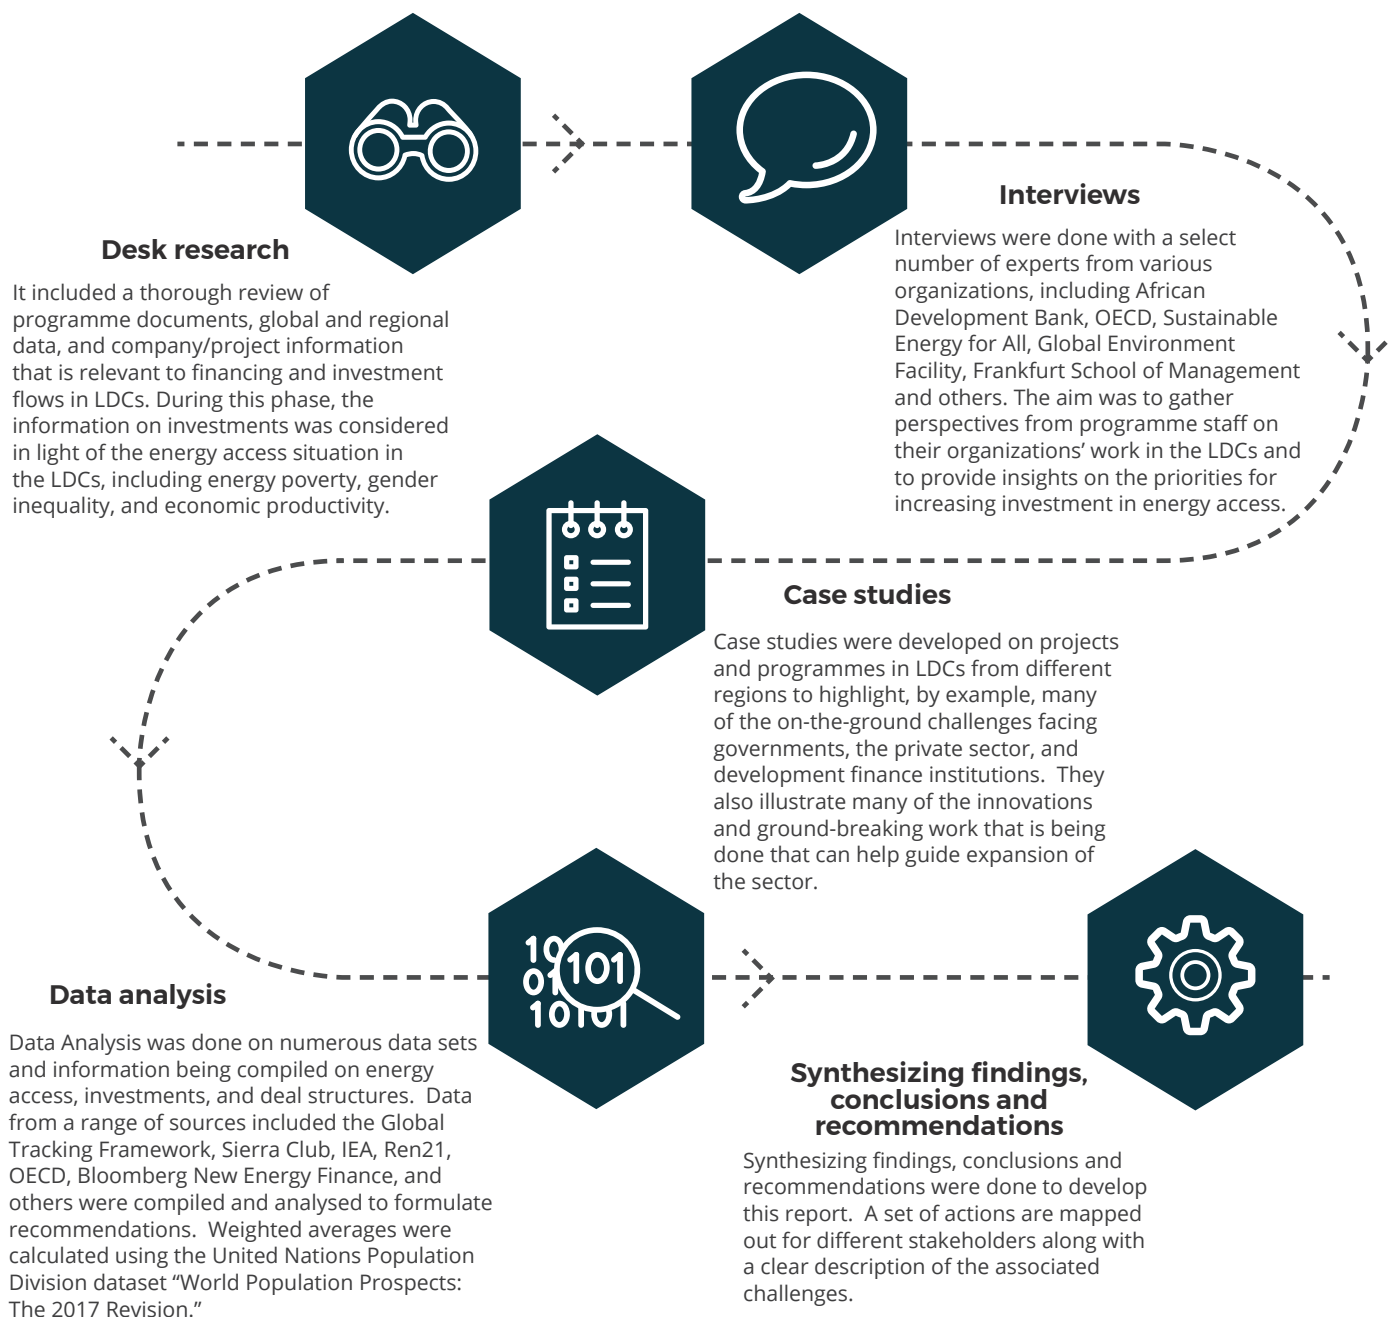 Desk research
It included a thorough review of
programme documents, global and regional
data, and company/project information
that is relevant to financing and investment
flows in LDCs. During this phase, the
information on investments was considered
in light of the energy access situation in
the LDCs, including energy poverty, gender
inequality, and economic productivity.
Interviews
Interviews were done with a select
number of experts from various
organizations, including African
Development Bank, OECD, Sustainable
Energy for All, Global Environment
Facility, Frankfurt School of Management
and others. The aim was to gather
perspectives from programme staff on
their organizations’ work in the LDCs and
to provide insights on the priorities for
increasing investment in energy access.
Case studies
Case studies were developed on projects
and programmes in LDCs from different
regions to highlight, by example, many
of the on-the-ground challenges facing
governments, the private sector, and
development finance institutions.  They
also illustrate many of the innovations
and ground-breaking work that is being
done that can help guide expansion of
the sector.
10
101
01
10101
Data analysis
Data Analysis was done on numerous data sets
and information being compiled on energy
access, investments, and deal structures.  Data
from a range of sources included the Global
Tracking Framework, Sierra Club, IEA, Ren21,
OECD, Bloomberg New Energy Finance, and
others were compiled and analysed to formulate
recommendations.  Weighted averages were
calculated using the United Nations Population
Division dataset “World Population Prospects:
The 2017 Revision.”
Synthesizing findings,
conclusions and
recommendations
Synthesizing findings, conclusions and
recommendations were done to develop
this report.  A set of actions are mapped
out for different stakeholders along with
a clear description of the associated
challenges.